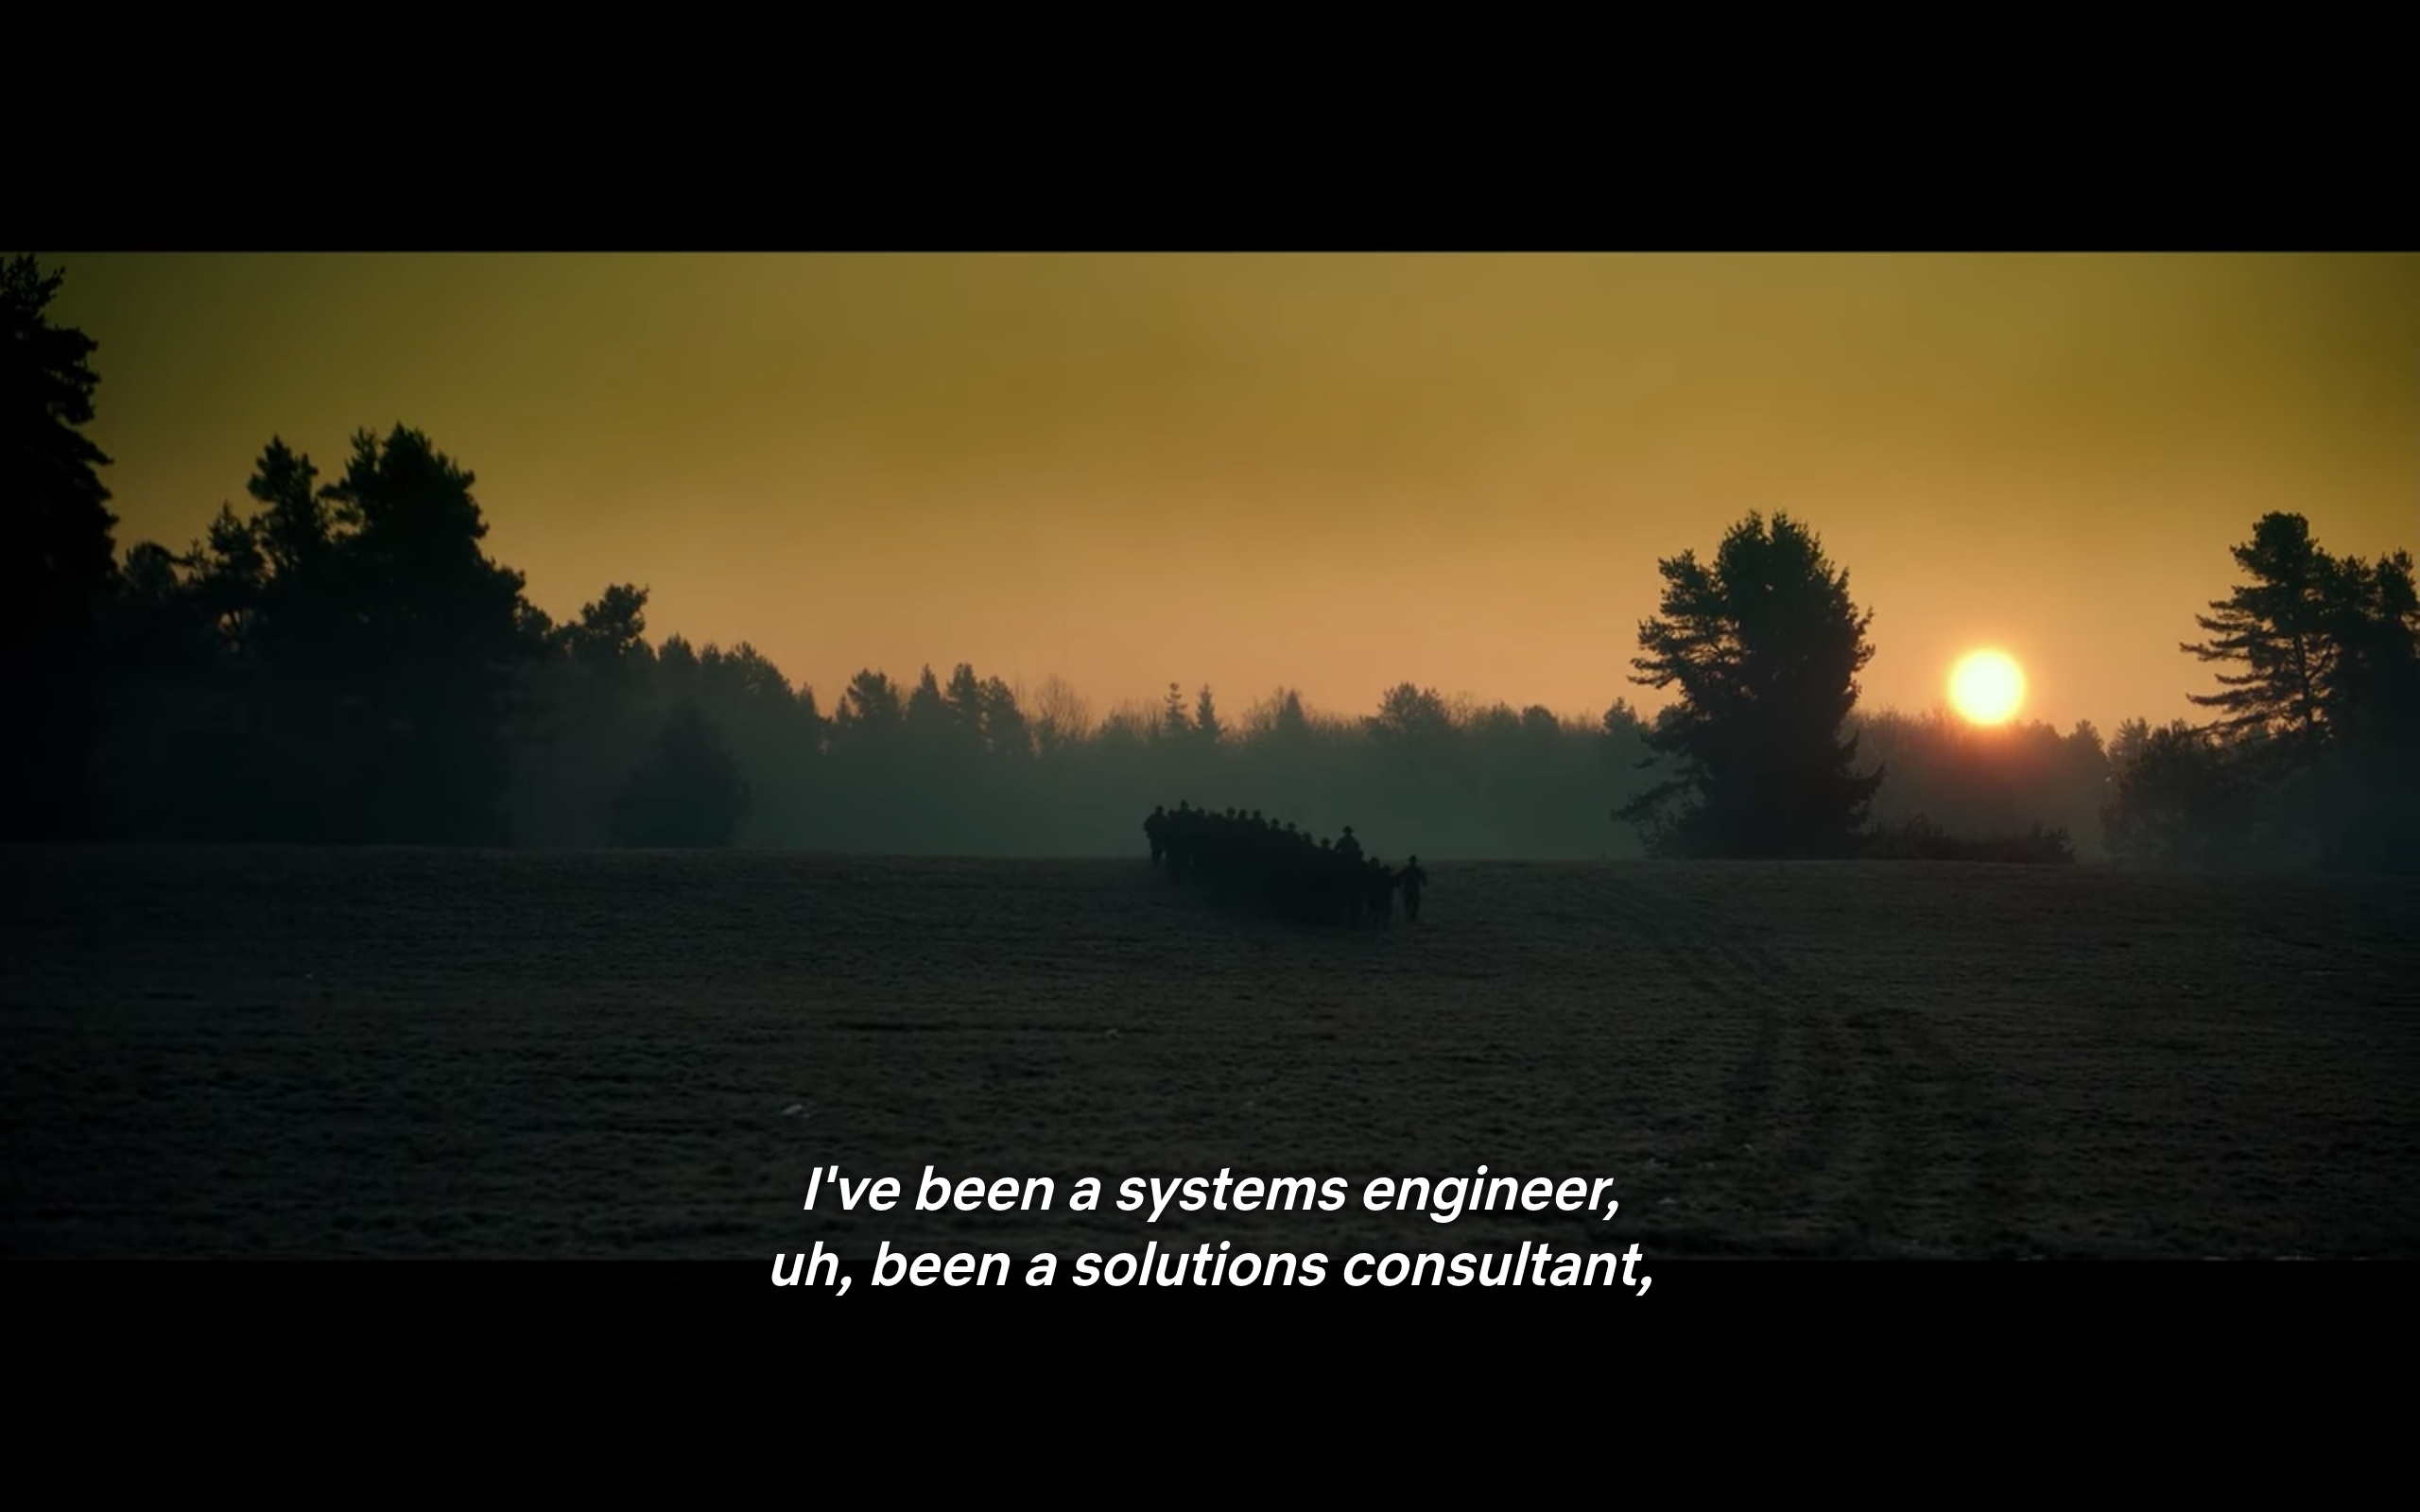 I've been a systems engineer,
uh, been a solutions consultant,